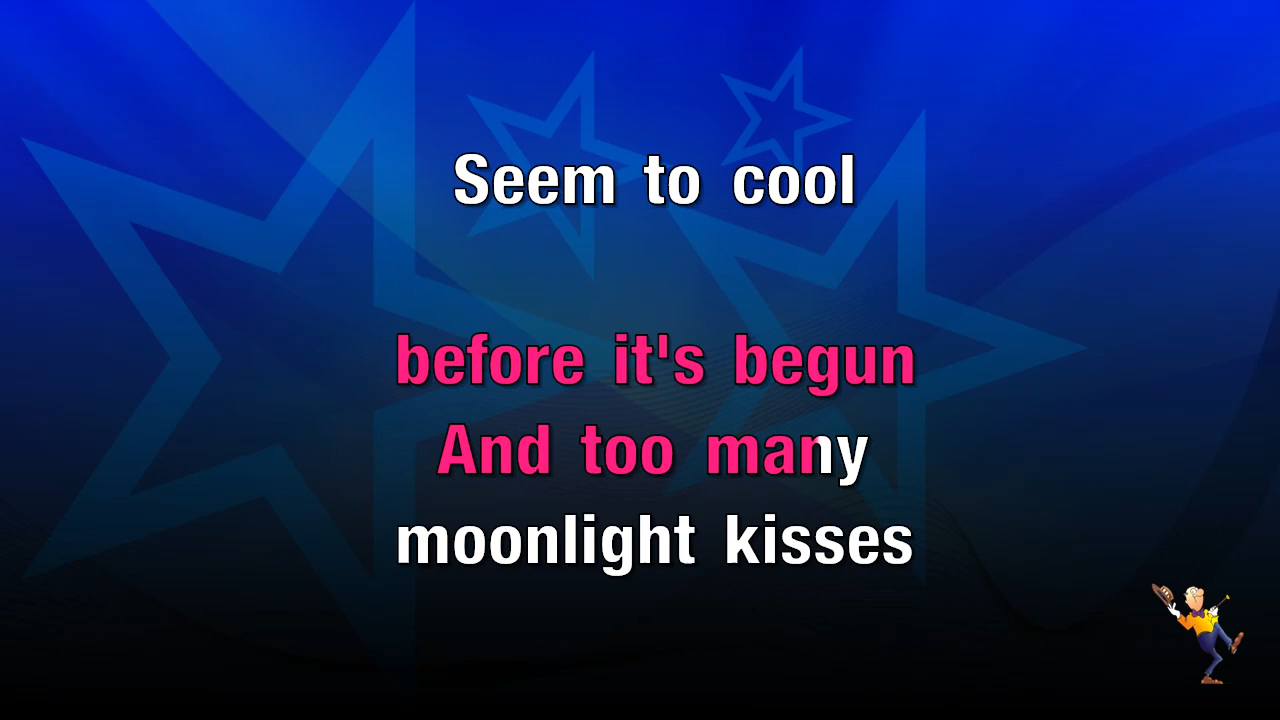 Seem to cool
before it's begun
And too many
moonlight kisses